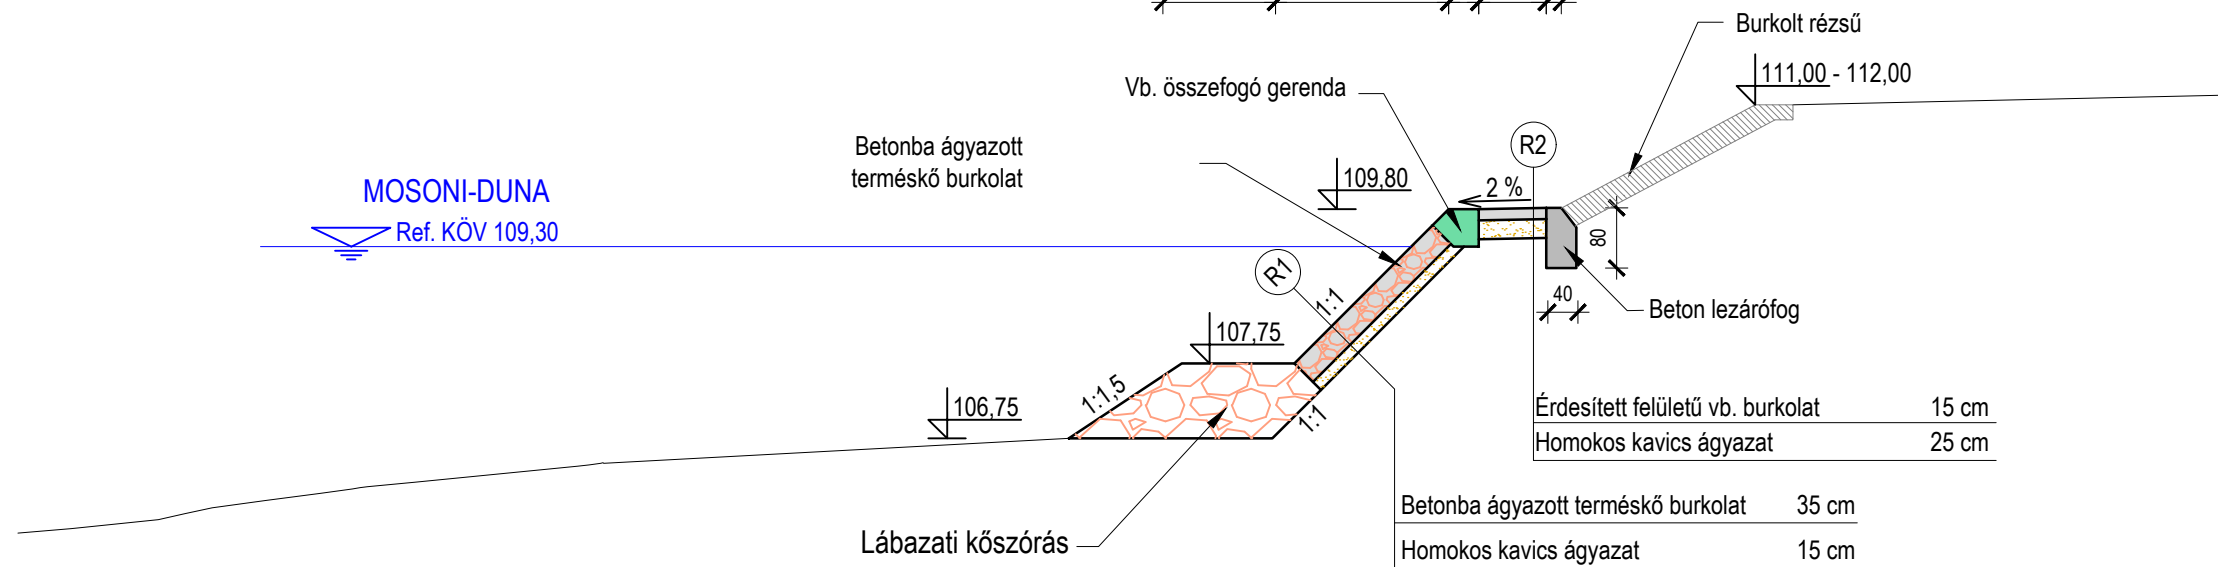 Burkolt rézsű
111,00 - 112,00
Vb. összefogó gerenda
Betonba ágyazott
terméskő burkolat
R2
109,80
2 %
MOSONI-DUNA
Ref. KÖV 109,30
80
R1
1:1
40
Beton lezárófog
107,75
1:1,5
106,75
1:1
Érdesített felületű vb. burkolat 15 cm
Homokos kavics ágyazat 25 cm
Betonba ágyazott terméskő burkolat 35 cm
Lábazati kőszórás
Homokos kavics ágyazat 15 cm